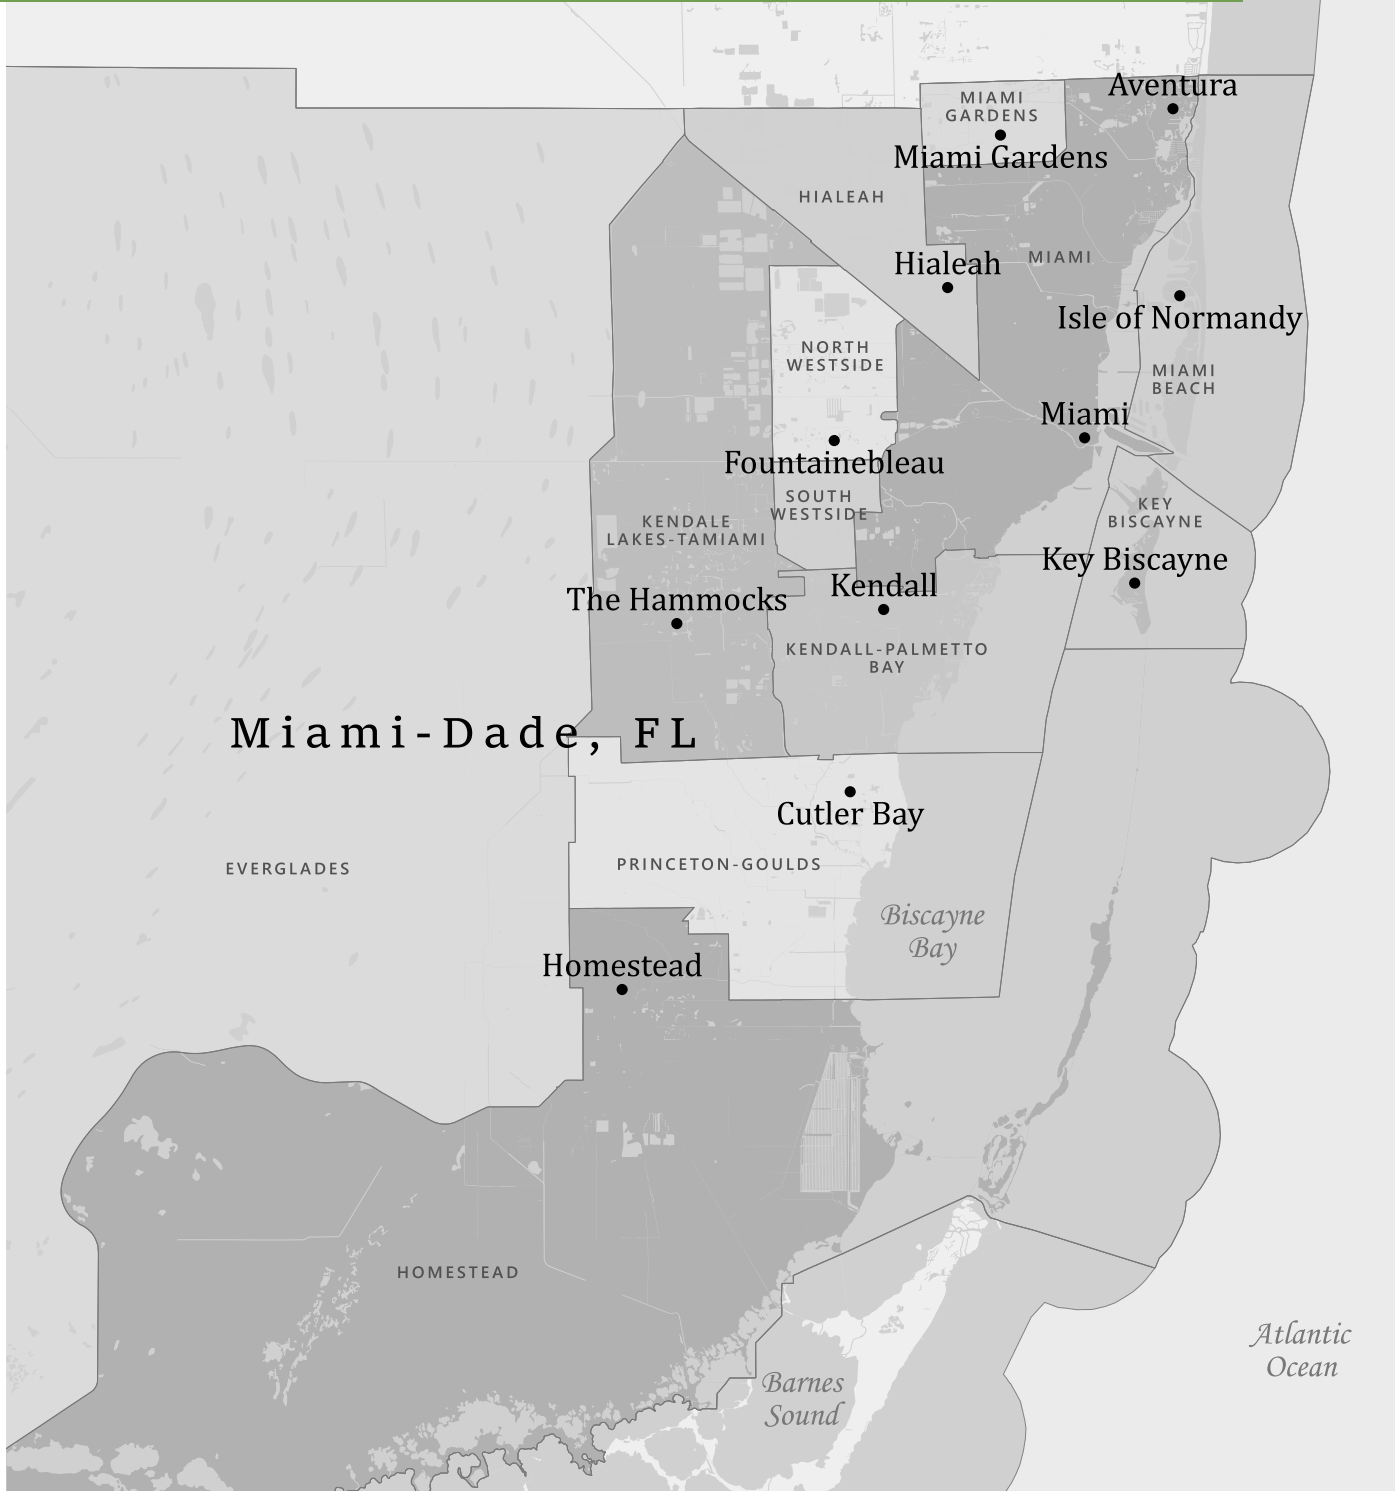 Aventura
MIAMI
GARDENS
Miami Gardens
HIALEAH
Hialeah
MIAMI
Isle of Normandy
NORTH
WESTSIDE
MIAMI
BEACH
Miami
Fountainebleau
SOUTH
WESTSIDE
KENDALE
LAKES-TAMIAMI
KEY
BISCAYNE
Key Biscayne
The Hammocks
Kendall
KENDALL-PALMETTO
BAY
Miami-Dade, FL
Cutler Bay
EVERGLADES
PRINCETON-GOULDS
Biscayne
Bay
Homestead
HOMESTEAD
Atlantic
Ocean
Barnes
Sound